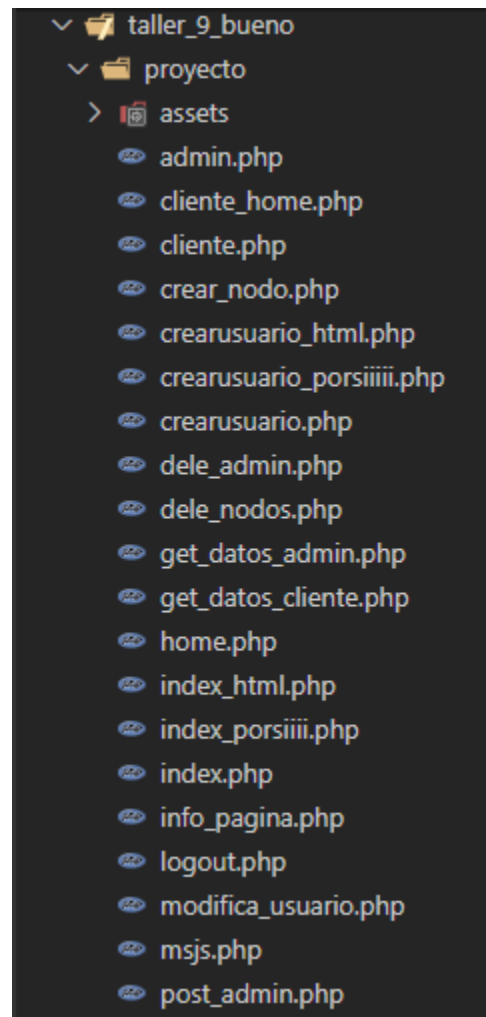 taller_9_bueno
proyecto
assets
admin.php
cliente_home.php
cliente.php
crear_nodo.php
crearusuario_html.php
crearusuario_porsiiiii.php
crearusuario.php
dele_admin.php
dele_nodos.php
get_datos_admin.php
get_datos_cliente.php
home.php
index_html.php
index_porsiiii.php
index.php
info_pagina.php
logout.php
modifica_usuario.php
msjs.php
post_admin.php